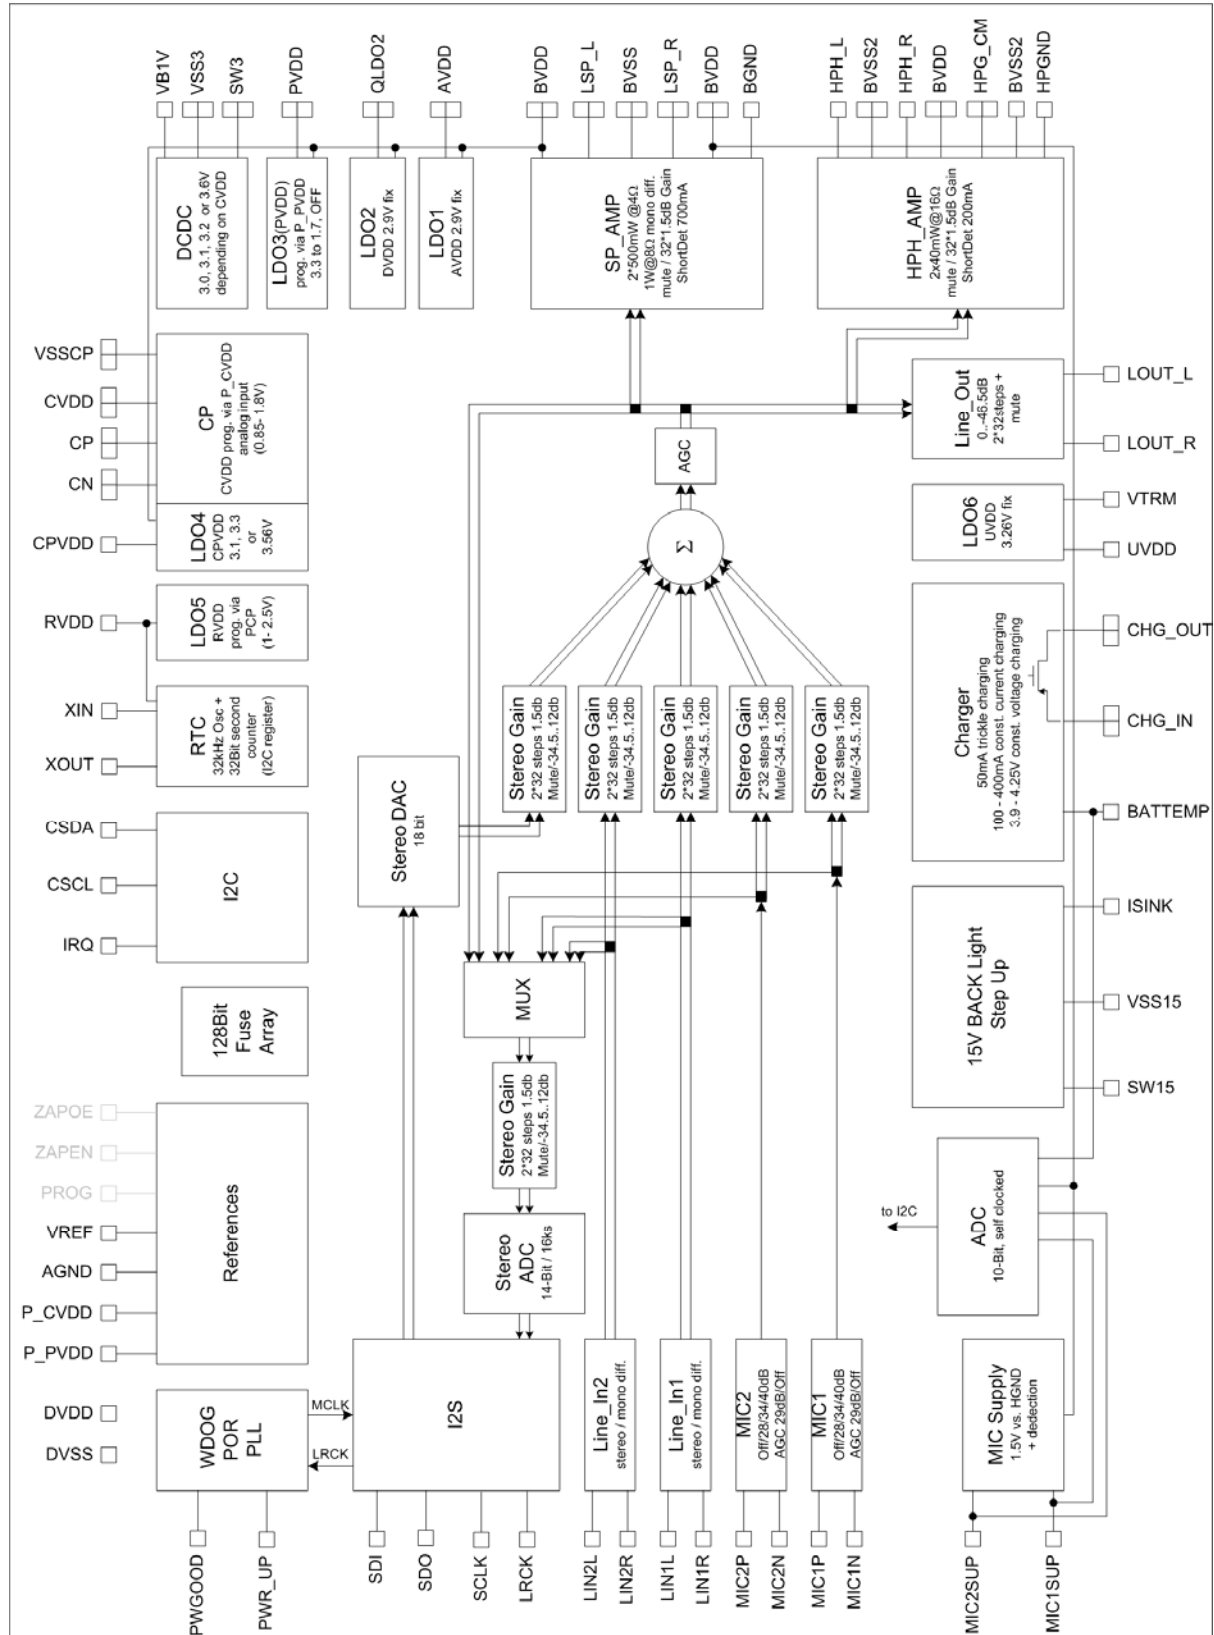 VB1V
VSS3
SW3
PVDD
QLDO2
AVDD
BVDD
LSP_L
BVSS
LSP_R
BVDD
BGND
HPH_L
BVSS2
HPH_R
BVDD
HPG_CM
BVSS2
HPGND
DCDC
3.0, 3.1, 3.2 or 3.6V
depending on CVDD
LDO3(PVDD)
prog. via P_PVDD
3.3 to 1.7, OFF
LDO2
DVDD 2.9V fix
LDO1
AVDD 2.9V fix
SP_AMP
2*500mW @4Ω
1W@8Ω mono diff.
mute / 32*1.5dB Gain
ShortDet 700mA
HPH_AMP
2x40mW@16Ω
mute / 32*1.5dB Gain
ShortDet 200mA
VSSCP
CVDD
CP
CN
CPVDD
RVDD
XIN
XOUT
CSDA
CSCL
IRQ
ZAPOE
ZAPEN
PROG
VREF
AGND
P_CVDD
P_PVDD
DVDD
DVSS
CP
CVDD prog. via P_CVDD
analog input
(0.85- 1.8V)
LDO4
CPVDD
3.1, 3.3
or
3.56V
LDO5
RVDD
prog. via
PCP
(1- 2.5V)
RTC
32kHz Osc +
32Bit second
counter
(I2C register)
I2C
128Bit
Fuse
Array
References
WDOG
POR
PLL
MCLK
LRCK
AGC
Σ
Stereo Gain
2*32 steps 1.5db
Mute/-34.5..12db
Stereo Gain
2*32 steps 1.5db
Mute/-34.5..12db
Stereo Gain
2*32 steps 1.5db
Mute/-34.5..12db
Stereo Gain
2*32 steps 1.5db
Mute/-34.5..12db
Stereo Gain
2*32 steps 1.5db
Mute/-34.5..12db
Stereo DAC
18 bit
MUX
Stereo Gain
2*32 steps 1.5db
Mute/-34.5..12db
Stereo
ADC
14-Bit / 16ks
I2S
Line_In2
stereo / mono diff.
Line_In1
stereo / mono diff.
MIC2
Off/28/34/40dB
AGC 29dB/Off
MIC1
Off/28/34/40dB
AGC 29dB/Off
Line_Out
0..-46.5dB
2*32steps +
mute
LDO6
UVDD
3.26V fix
Charger
50mA trickle charging
100 - 400mA const. current charging
3.9 - 4.25V const. voltage charging
15V BACK Light
Step Up
to I2C
ADC
10-Bit, self clocked
MIC Supply
1.5V vs. HGND
+ dedection
LOUT_L
LOUT_R
VTRM
UVDD
CHG_OUT
CHG_IN
BATTEMP
ISINK
VSS15
SW15
PWGOOD
PWR_UP
SDI
SDO
SCLK
LRCK
LIN2L
LIN2R
LIN1L
LIN1R
MIC2P
MIC2N
MIC1P
MIC1N
MIC2SUP
MIC1SUP